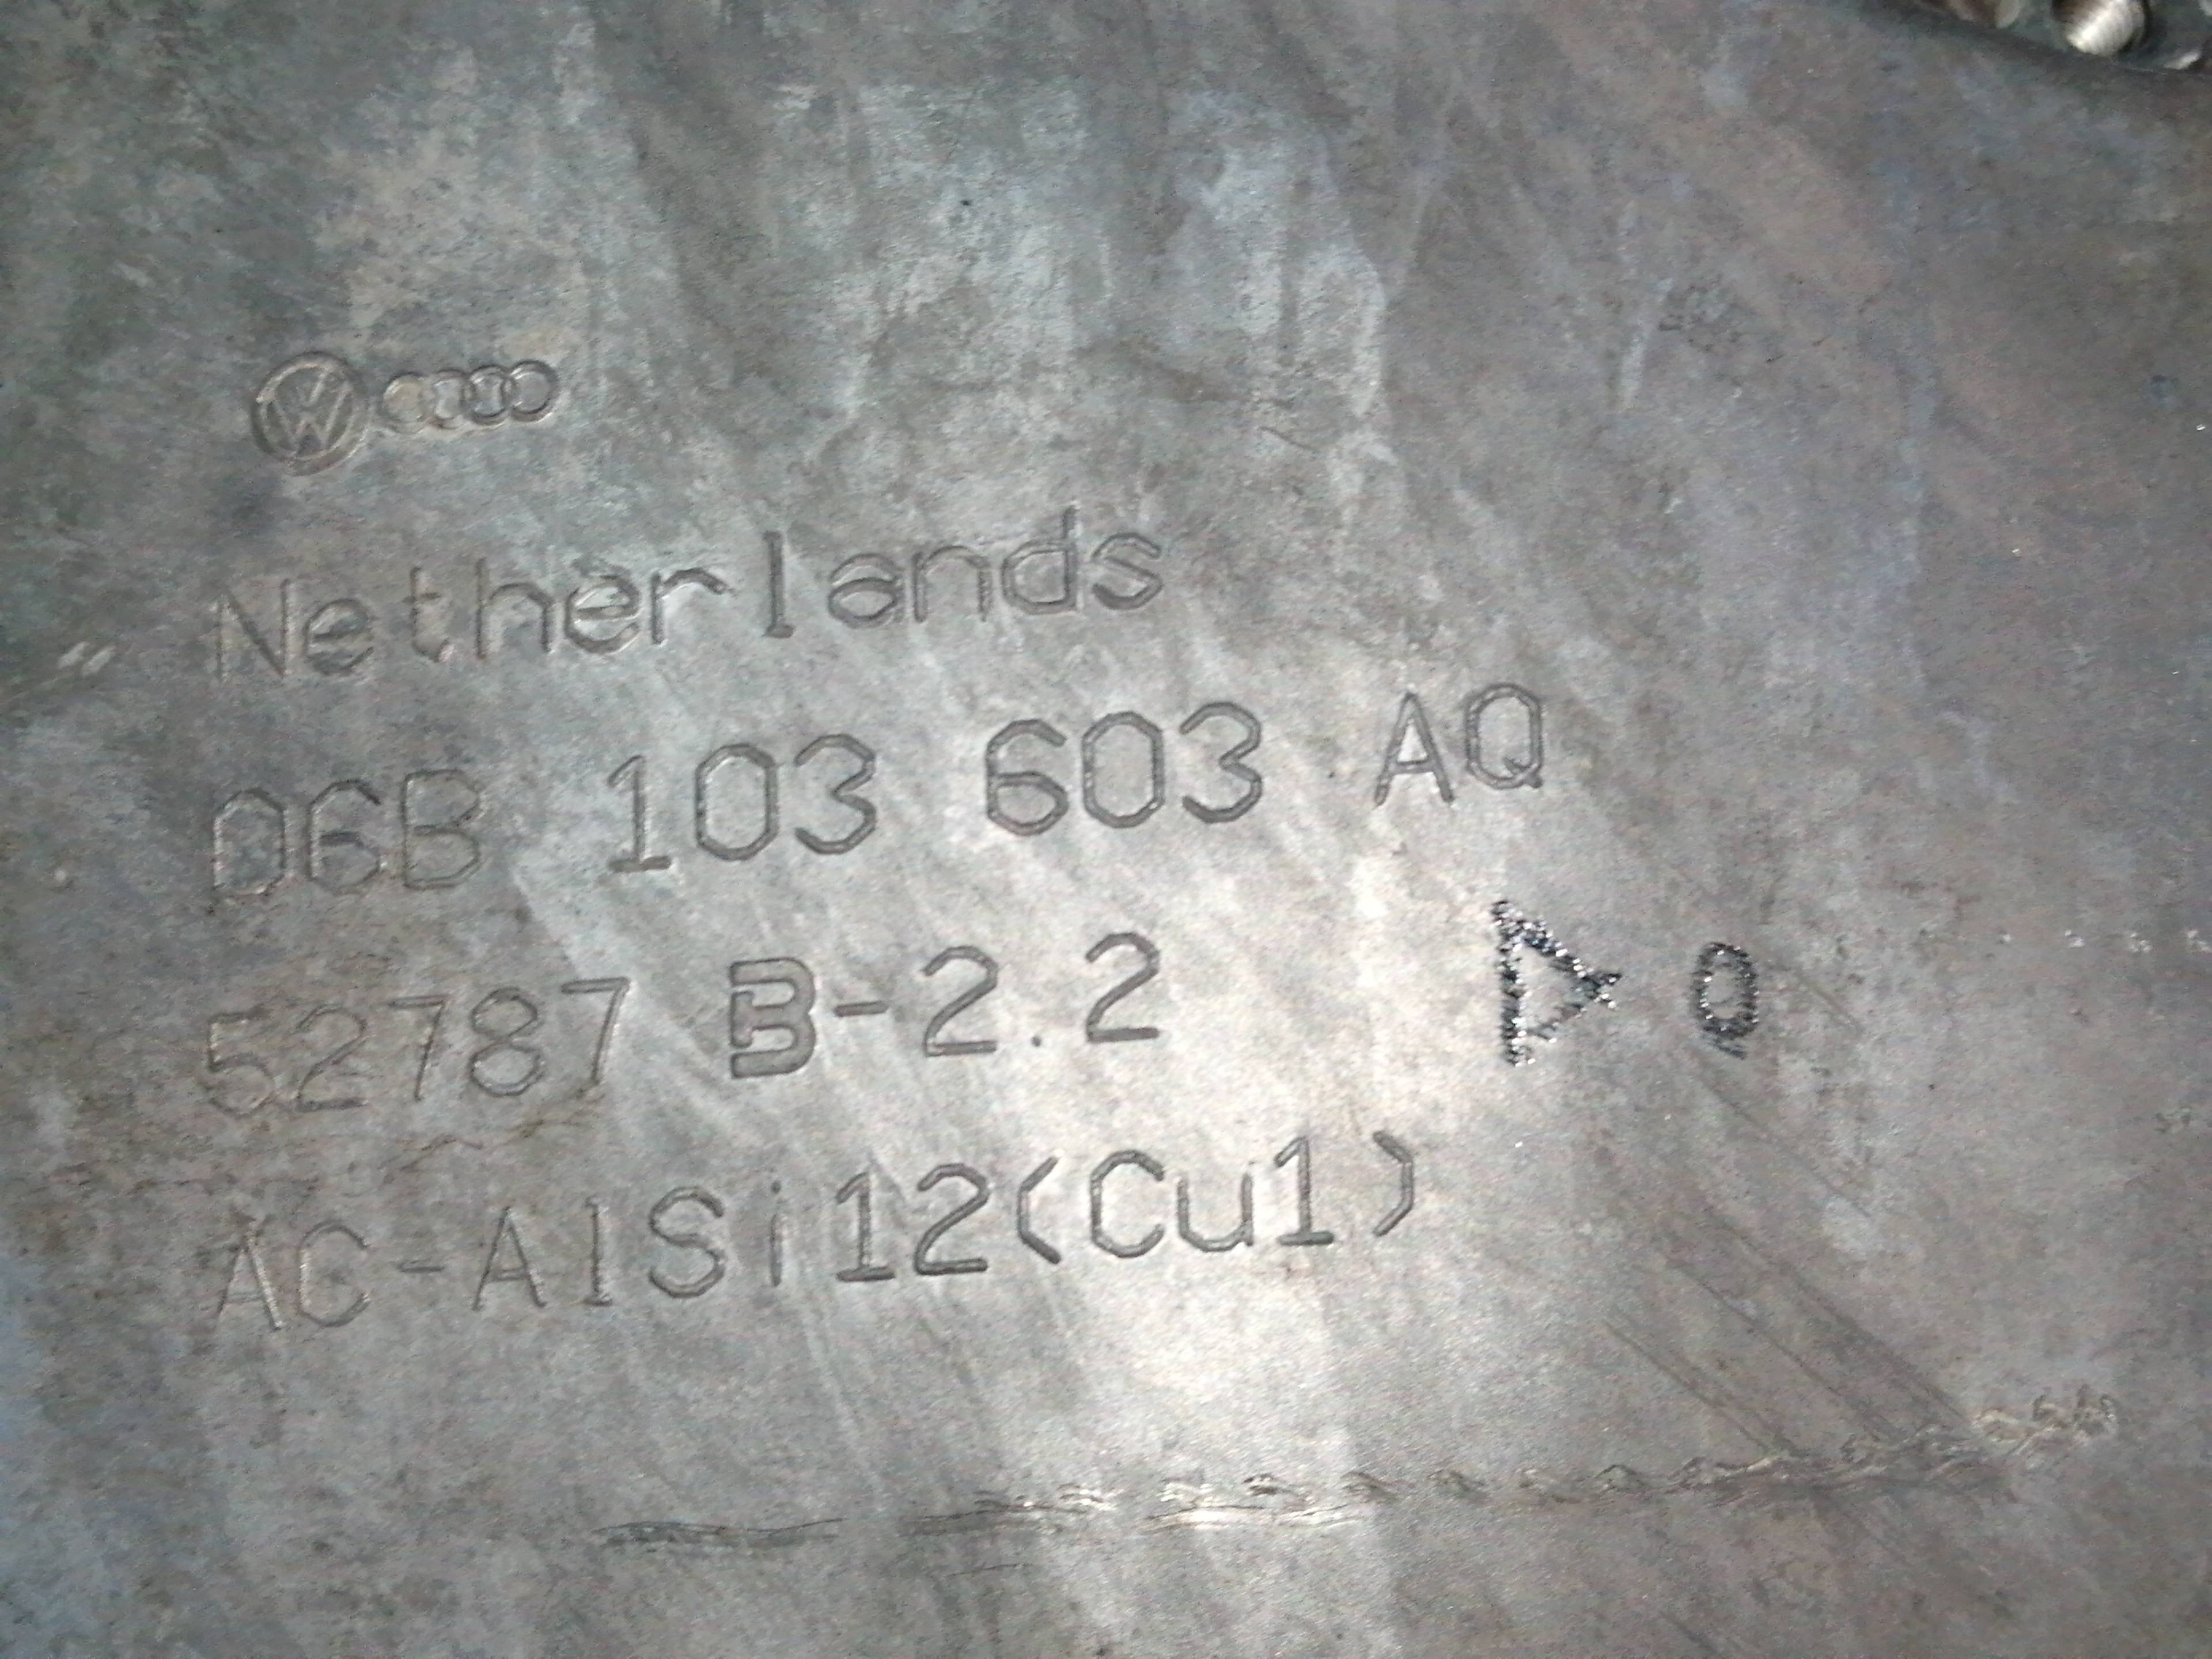 Netherlands
06B 103 603 AQ
52787 B-2.2
AC-AlSi12(Cu1)